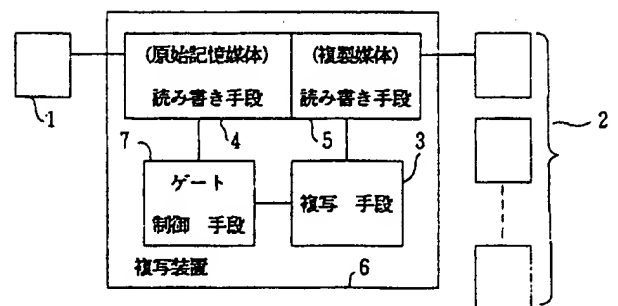 (原始記憶媒体)
読み書き手段
(複製媒体)
読み書き手段
1
4
5
2
7
3
ゲート
制御 手段
複写 手段
複写装置
6